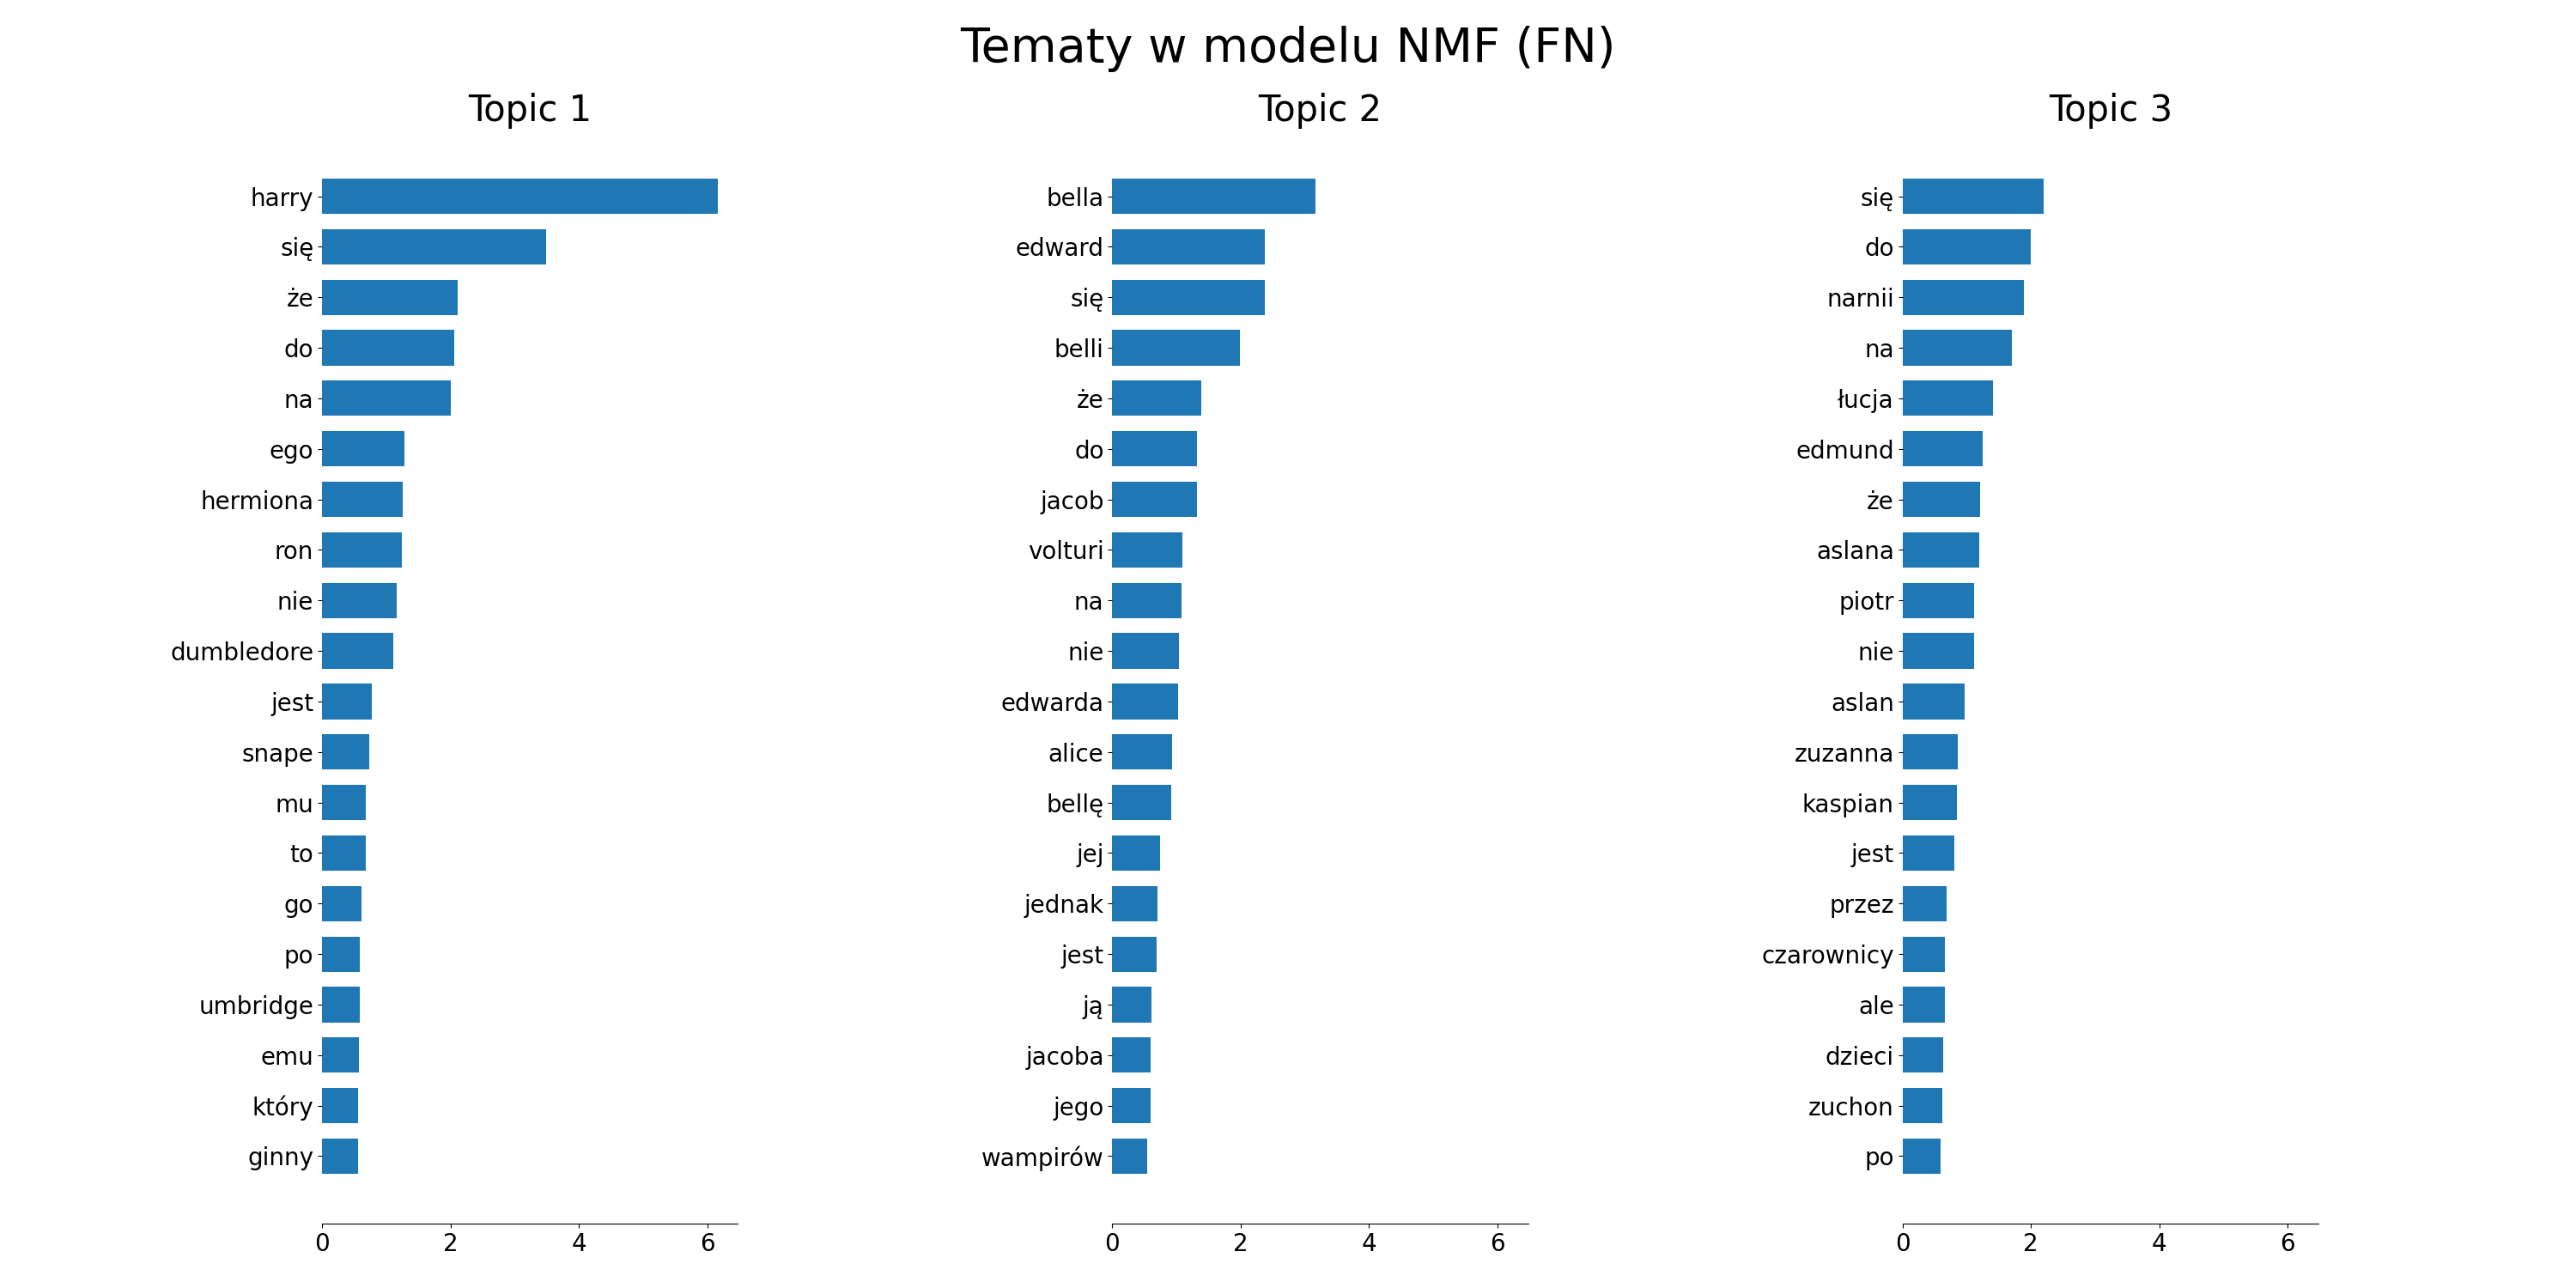 Tematy w modelu NMF (FN)
Topic 1
harry
się
że
do
na
ego
hermiona
ron
nie
dumbledore
jest
snape
mu
to
go
po
umbridge
emu
który
ginny
0 2 4 6
Topic 2
bella
edward
się
belli
że
do
jacob
volturi
na
nie
edwarda
alice
bellę
jej
jednak
jest
ją
jacoba
jego
wampirów
0 2 4 6
Topic 3
się
do
narnii
na
łucja
edmund
że
aslana
piotr
nie
aslan
zuzanna
kaspian
jest
przez
czarownicy
ale
dzieci
zuchon
po
0 2 4 6